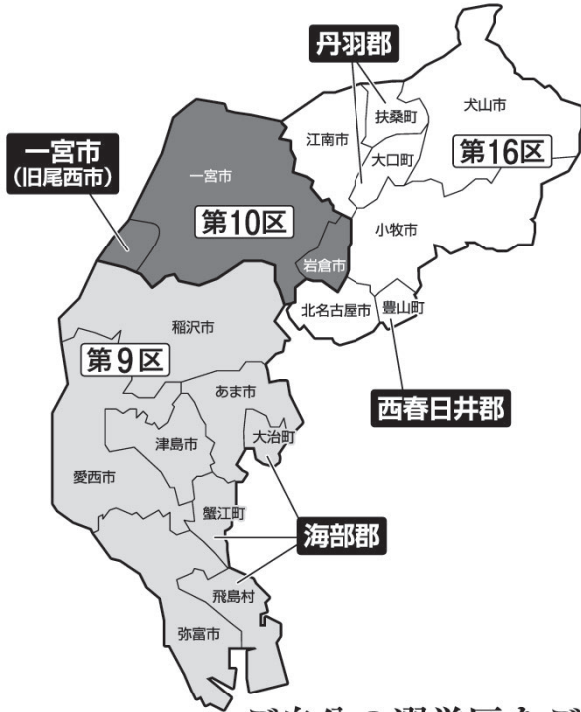 丹羽郡
犬山市
扶桑町
江南市
大口町
第16区
一宮市
(旧尾西市)
一宮市
第10区
小牧市
岩倉市
北名古屋市
豊山町
稲沢市
第9区
あま市
西春日井郡
津島市
大治町
愛西市
蟹江町
海部郡
飛島村
弥富市